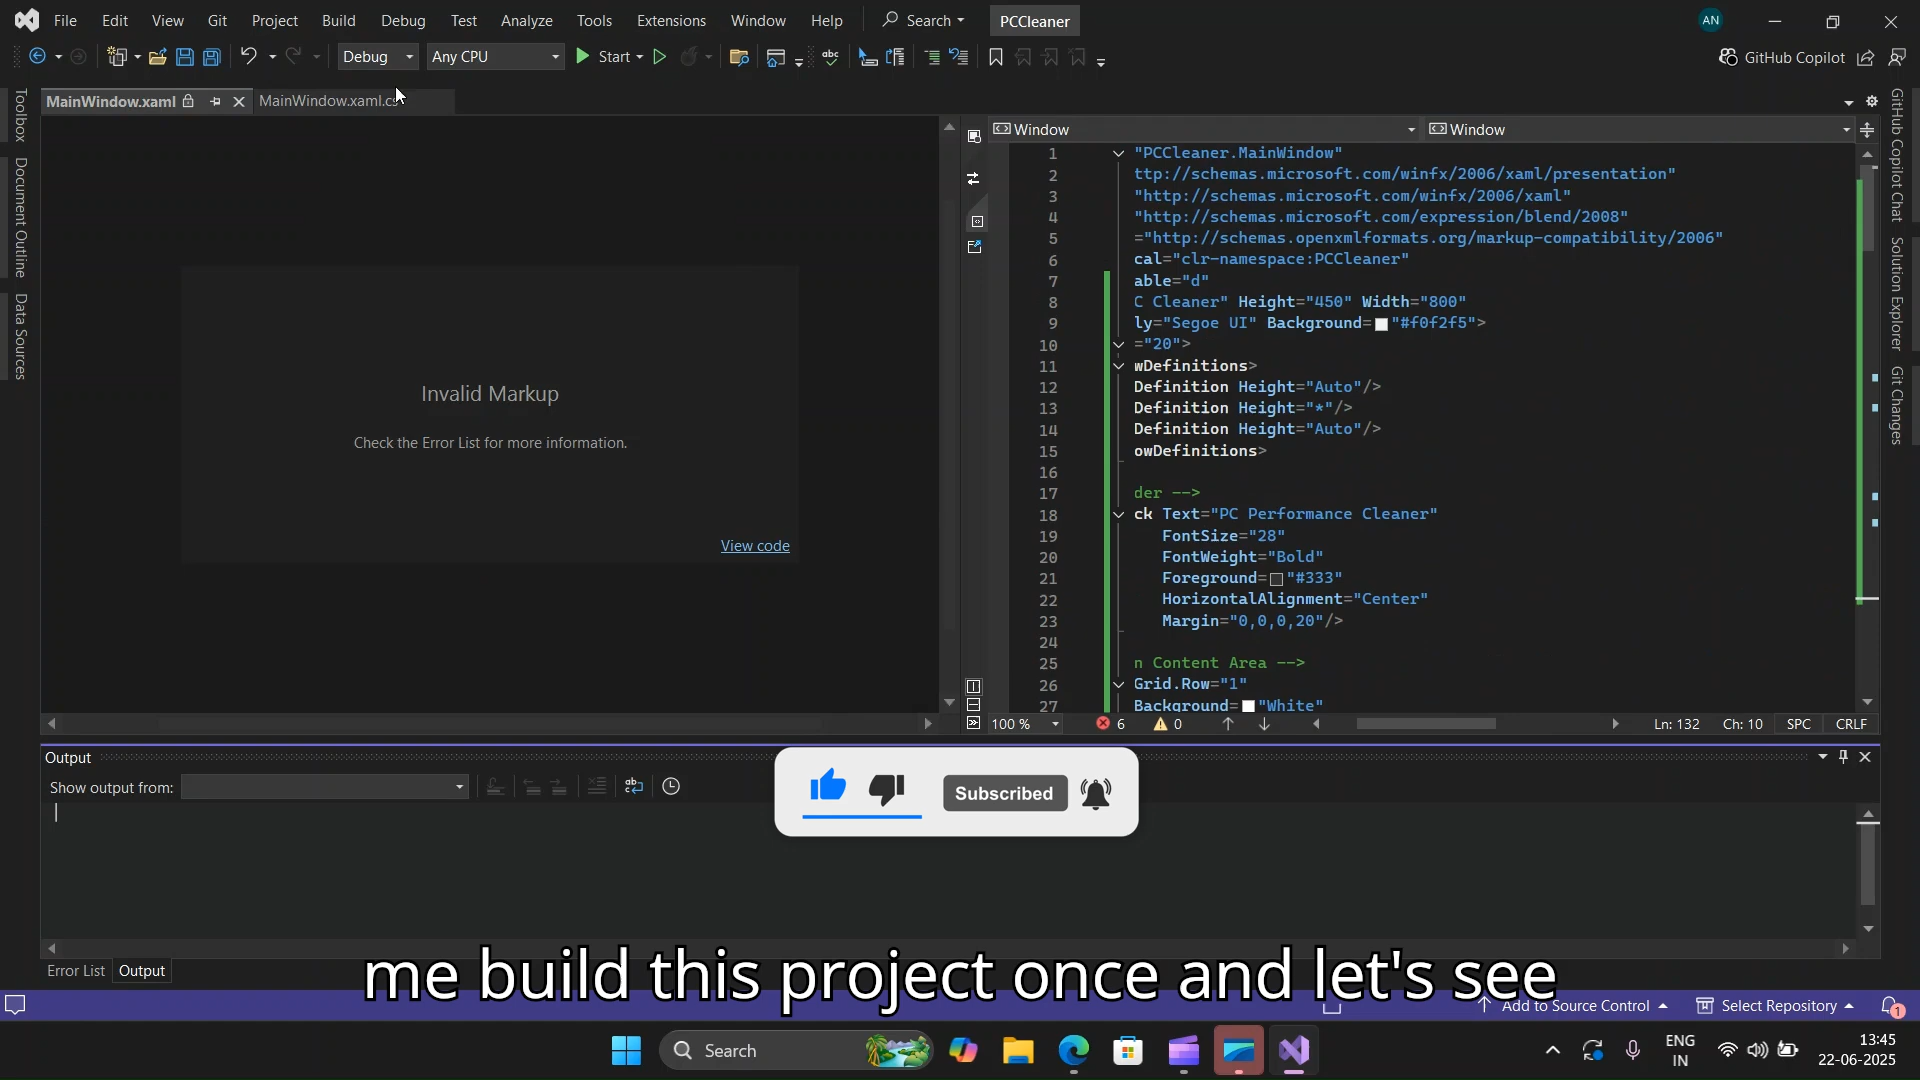 File Edit View Git Project Build Debug Test Analyze Tools Extensions Window Help Search PCCleaner AN
Debug Any CPU Start GitHub Copilot
MainWindow.xaml MainWindow.xaml.cs
Toolbox
Document Outline
Data Sources
Invalid Markup
Check the Error List for more information.
View code
Window Window
1 "PCCleaner.MainWindow"
2 ttp://schemas.microsoft.com/winfx/2006/xaml/presentation"
3 "http://schemas.microsoft.com/winfx/2006/xaml"
4 "http://schemas.microsoft.com/expression/blend/2008"
5 ="http://schemas.openxmlformats.org/markup-compatibility/2006"
6 cal="clr-namespace:PCCleaner"
7 able="d"
8 C Cleaner" Height="450" Width="800"
9 ly="Segoe UI" Background="#f0f2f5">
10 ="20">
11 wDefinitions>
12 Definition Height="Auto"/>
13 Definition Height="*"/>
14 Definition Height="Auto"/>
15 owDefinitions>
16
17 der -->
18 ck Text="PC Performance Cleaner"
19 FontSize="28"
20 FontWeight="Bold"
21 Foreground="#333"
22 HorizontalAlignment="Center"
23 Margin="0,0,0,20"/>
24
25 n Content Area -->
26 Grid.Row="1"
27 Background="White"
100 % 6 0 Ln: 132 Ch: 10 SPC CRLF
GitHub Copilot Chat
Solution Explorer
Git Changes
Output
Show output from:
Subscribed
Error List Output
me build this project once and let's see
Add to Source Control Select Repository 1
Search
ENG
IN
13:45
22-06-2025